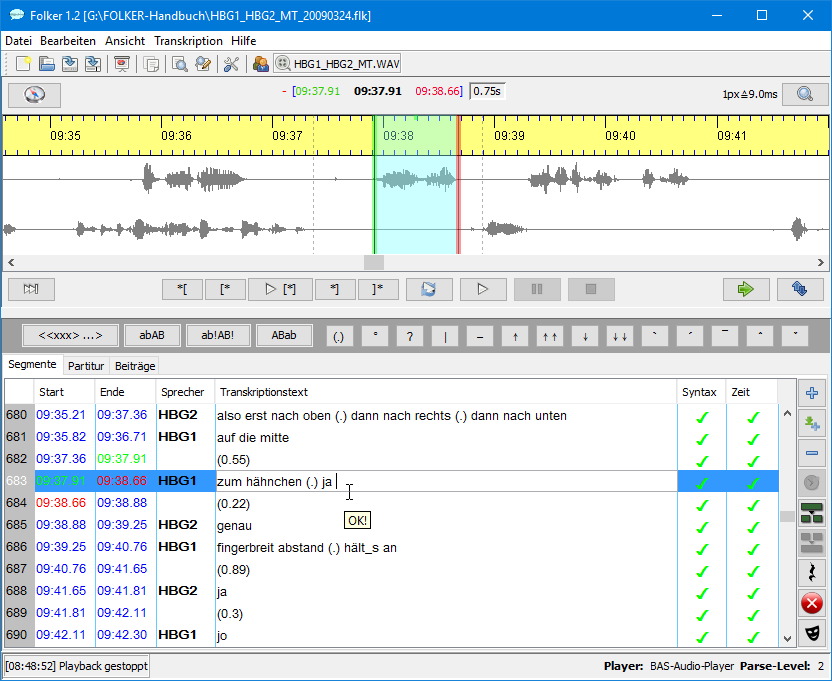 Folker 1.2 [G:\FOLKER-Handbuch\HBG1_HBG2_MT_20090324.flk]
Datei Bearbeiten Ansicht Transkription Hilfe
HBG1_HBG2_MT.WAV
- [09:37.91 09:37.91 09:38.66] 0.75s 1px≙9.0ms
09:35 09:36 09:37 09:38 09:39 09:40 09:41
*[ [* [*] *] ]*
<<xxx> ...> abAB ab!AB! ABab (.) ° ? | – ↑ ↑↑ ↓ ↓↓ ` ´ ¯ ˆ ˇ
Segmente Partitur Beiträge
Start Ende Sprecher Transkriptionstext Syntax Zeit
680 09:35.21 09:37.36 HBG2 also erst nach oben (.) dann nach rechts (.) dann nach unten
681 09:35.82 09:36.71 HBG1 auf die mitte
682 09:37.36 09:37.91 (0.55)
683 09:37.91 09:38.66 HBG1 zum hähnchen (.) ja
684 09:38.66 09:38.88 (0.22)
OK!
685 09:38.88 09:39.25 HBG2 genau
686 09:39.25 09:40.76 HBG1 fingerbreit abstand (.) hält_s an
687 09:40.76 09:41.65 (0.89)
688 09:41.65 09:41.81 HBG2 ja
689 09:41.81 09:42.11 (0.3)
690 09:42.11 09:42.30 HBG1 jo
[08:48:52] Playback gestoppt Player: BAS-Audio-Player Parse-Level: 2